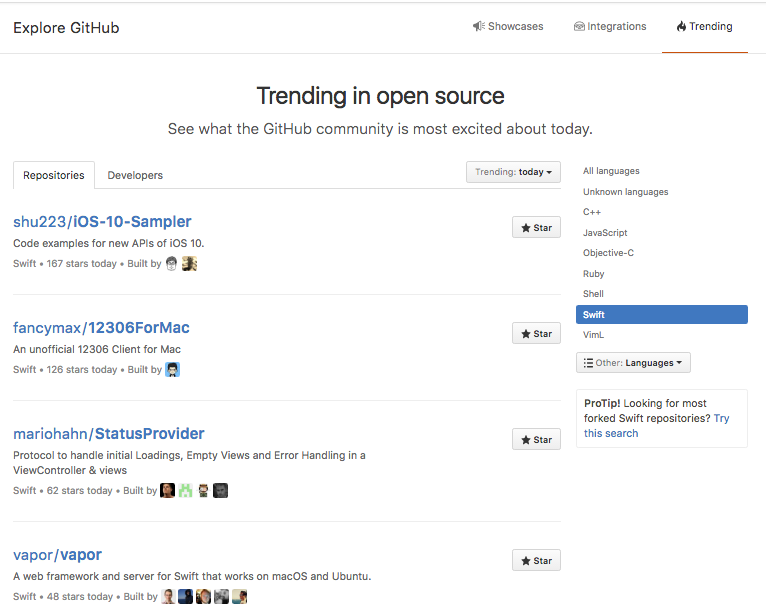 Explore GitHub
Showcases
Integrations
Trending
Trending in open source
See what the GitHub community is most excited about today.
Repositories
Developers
Trending: today
shu223/iOS-10-Sampler
Star
Code examples for new APIs of iOS 10.
Swift • 167 stars today • Built by
fancymax/12306ForMac
Star
An unofficial 12306 Client for Mac
Swift • 126 stars today • Built by
mariohahn/StatusProvider
Star
Protocol to handle initial Loadings, Empty Views and Error Handling in a
ViewController & views
Swift • 62 stars today • Built by
vapor/vapor
Star
A web framework and server for Swift that works on macOS and Ubuntu.
Swift • 48 stars today • Built by
All languages
Unknown languages
C++
JavaScript
Objective-C
Ruby
Shell
Swift
VimL
Other: Languages
ProTip! Looking for most
forked Swift repositories? Try
this search